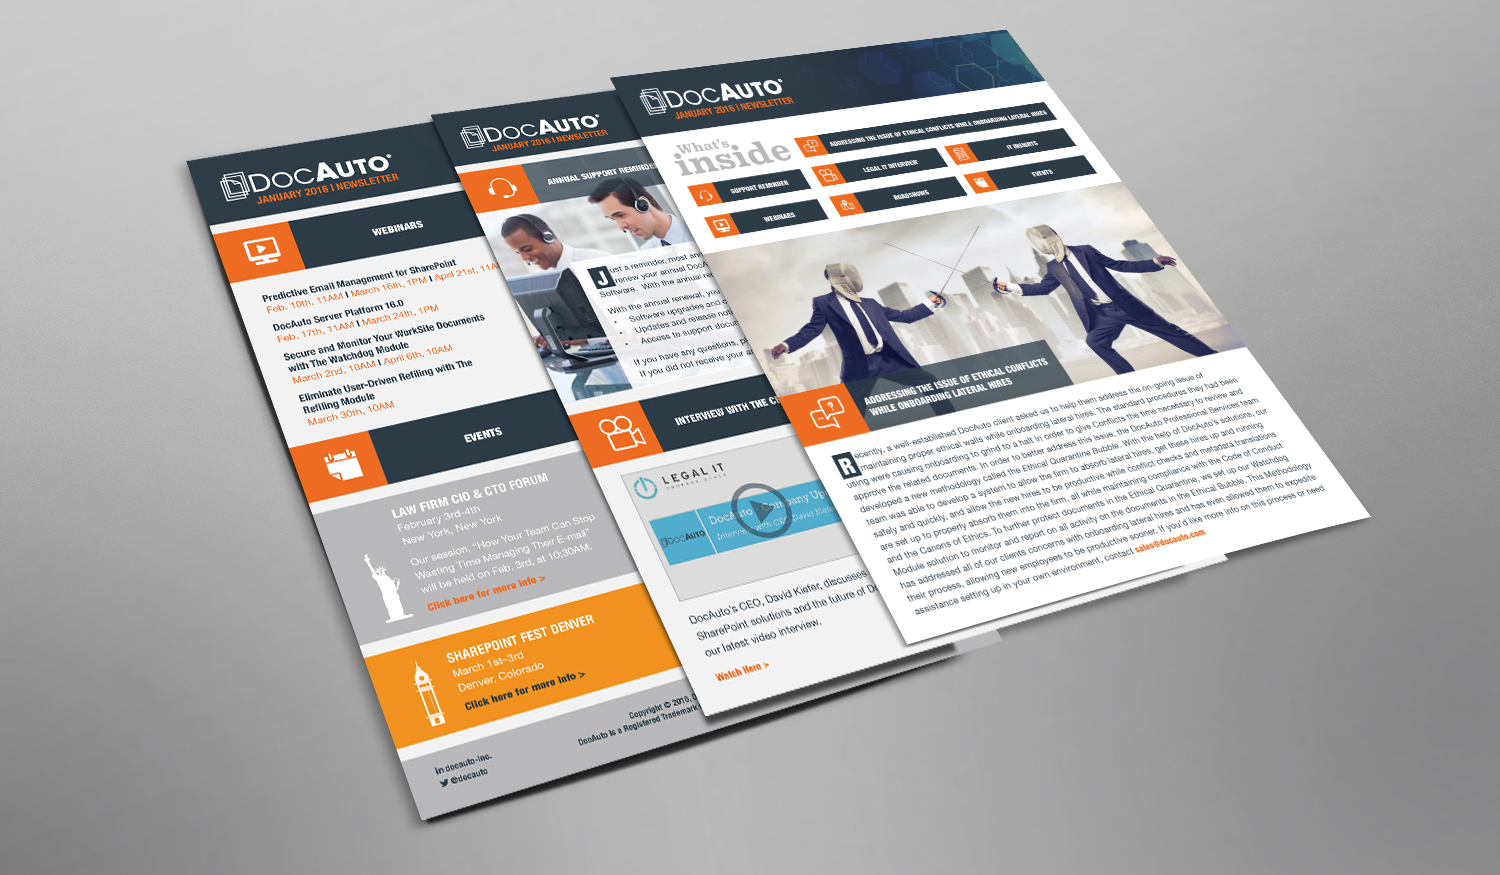 DOCAUTO®
JANUARY 2016 | NEWSLETTER
WEBINARS
Predictive Email Management for SharePoint
Feb. 10th, 11AM | March 16th, 1PM | April 21st, 11A
DocAuto Server Platform 16.0
Feb. 17th, 11AM | March 24th, 1PM
Secure and Monitor Your WorkSite Documents
with The Watchdog Module
March 2nd, 10AM | April 6th, 10AM
Eliminate User-Driven Refiling with The
Refiling Module
March 30th, 10AM
EVENTS
LAW FIRM CIO & CTO FORUM
February 3rd-4th
New York, New York
Our session, "How Your Team Can Stop
Wasting Time Managing Their E-mail"
will be held on Feb. 3rd, at 10:30AM.
Click here for more info >
SHAREPOINT FEST DENVER
March 1st-3rd
Denver, Colorado
Click here for more info >
Copyright © 2016, D
DocAuto is a Registered Trademark
in docauto-inc.
@docauto
DOCAUTO®
JANUARY 2016 | NEWSLETTER
ANNUAL SUPPORT REMINDER
Just a reminder, most an
renew your annual DocA
Software. With the annual re
With the annual renewal, you
• Software upgrades and c
• Updates and release not
• Access to support docum
If you have any questions, pl
If you did not receive your a
INTERVIEW WITH THE CE
LEGAL IT
DOCAUTO
DocAuto Company Up
Interview with CEO David Kiefe
DocAuto's CEO, David Kiefer, discusses
SharePoint solutions and the future of Do
our latest video interview.
Watch Here >
DOCAUTO®
JANUARY 2016 | NEWSLETTER
What's
inside
ADDRESSING THE ISSUE OF ETHICAL CONFLICTS WHILE ONBOARDING LATERAL HIRES
SUPPORT REMINDER
LEGAL IT INTERVIEW
IT INSIGHTS
WEBINARS
ROADSHOWS
EVENTS
ADDRESSING THE ISSUE OF ETHICAL CONFLICTS
WHILE ONBOARDING LATERAL HIRES
Recently, a well-established DocAuto client asked us to help them address the on-going issue of
maintaining proper ethical walls while onboarding lateral hires. The standard procedures they had been
using were causing onboarding to grind to a halt in order to give Conflicts the time necessary to review and
approve the related documents. In order to better address this issue, the DocAuto Professional Services team
developed a new methodology called the Ethical Quarantine Bubble. With the help of DocAuto's solutions, our
team was able to develop a system to allow the firm to absorb lateral hires, get these hires up and running
safely and quickly, and allow the new hires to be productive while conflict checks and metadata translations
are set up to properly absorb them into the firm, all while maintaining compliance with the Code of Conduct
and the Canons of Ethics. To further protect documents in the Ethical Quarantine, we set up our Watchdog
Module solution to monitor and report on all activity on the documents in the Ethical Bubble. This Methodology
has addressed all of our clients concerns with onboarding lateral hires and has even allowed them to expedite
their process, allowing new employees to be productive sooner. If you'd like more info on this process or need
assistance setting up in your own environment, contact sales@docauto.com